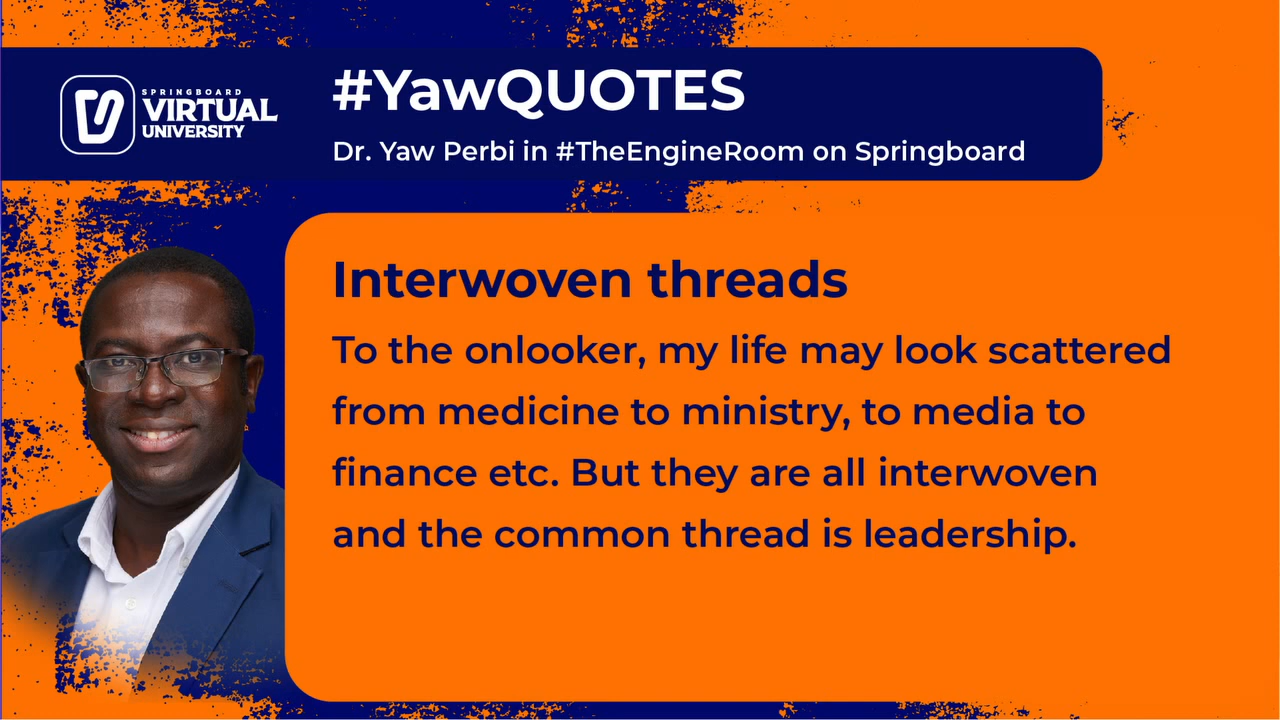 SPRINGBOARD
VIRTUAL
UNIVERSITY
#YawQUOTES
Dr. Yaw Perbi in #TheEngineRoom on Springboard
Interwoven threads
To the onlooker, my life may look scattered
from medicine to ministry, to media to
finance etc. But they are all interwoven
and the common thread is leadership.